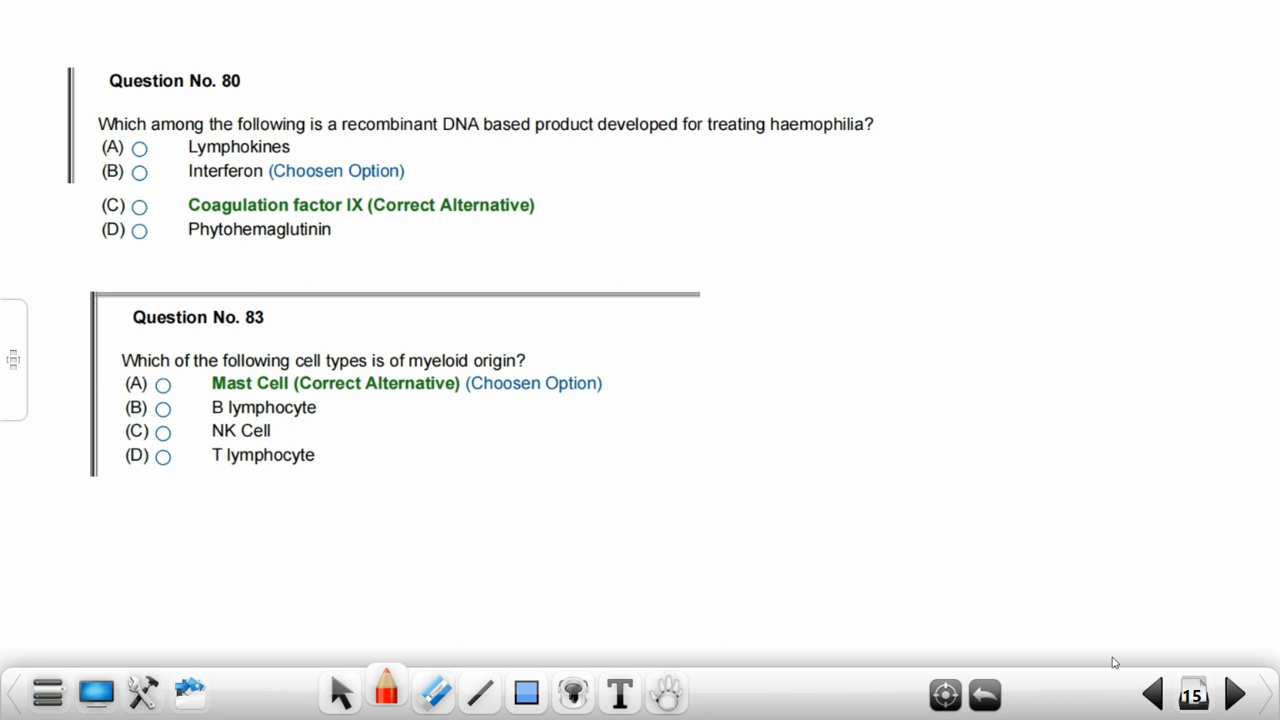 Question No. 80
Which among the following is a recombinant DNA based product developed for treating haemophilia?
(A) Lymphokines
(B) Interferon (Choosen Option)
(C) Coagulation factor IX (Correct Alternative)
(D) Phytohemaglutinin
Question No. 83
Which of the following cell types is of myeloid origin?
(A) Mast Cell (Correct Alternative) (Choosen Option)
(B) B lymphocyte
(C) NK Cell
(D) T lymphocyte
T
15